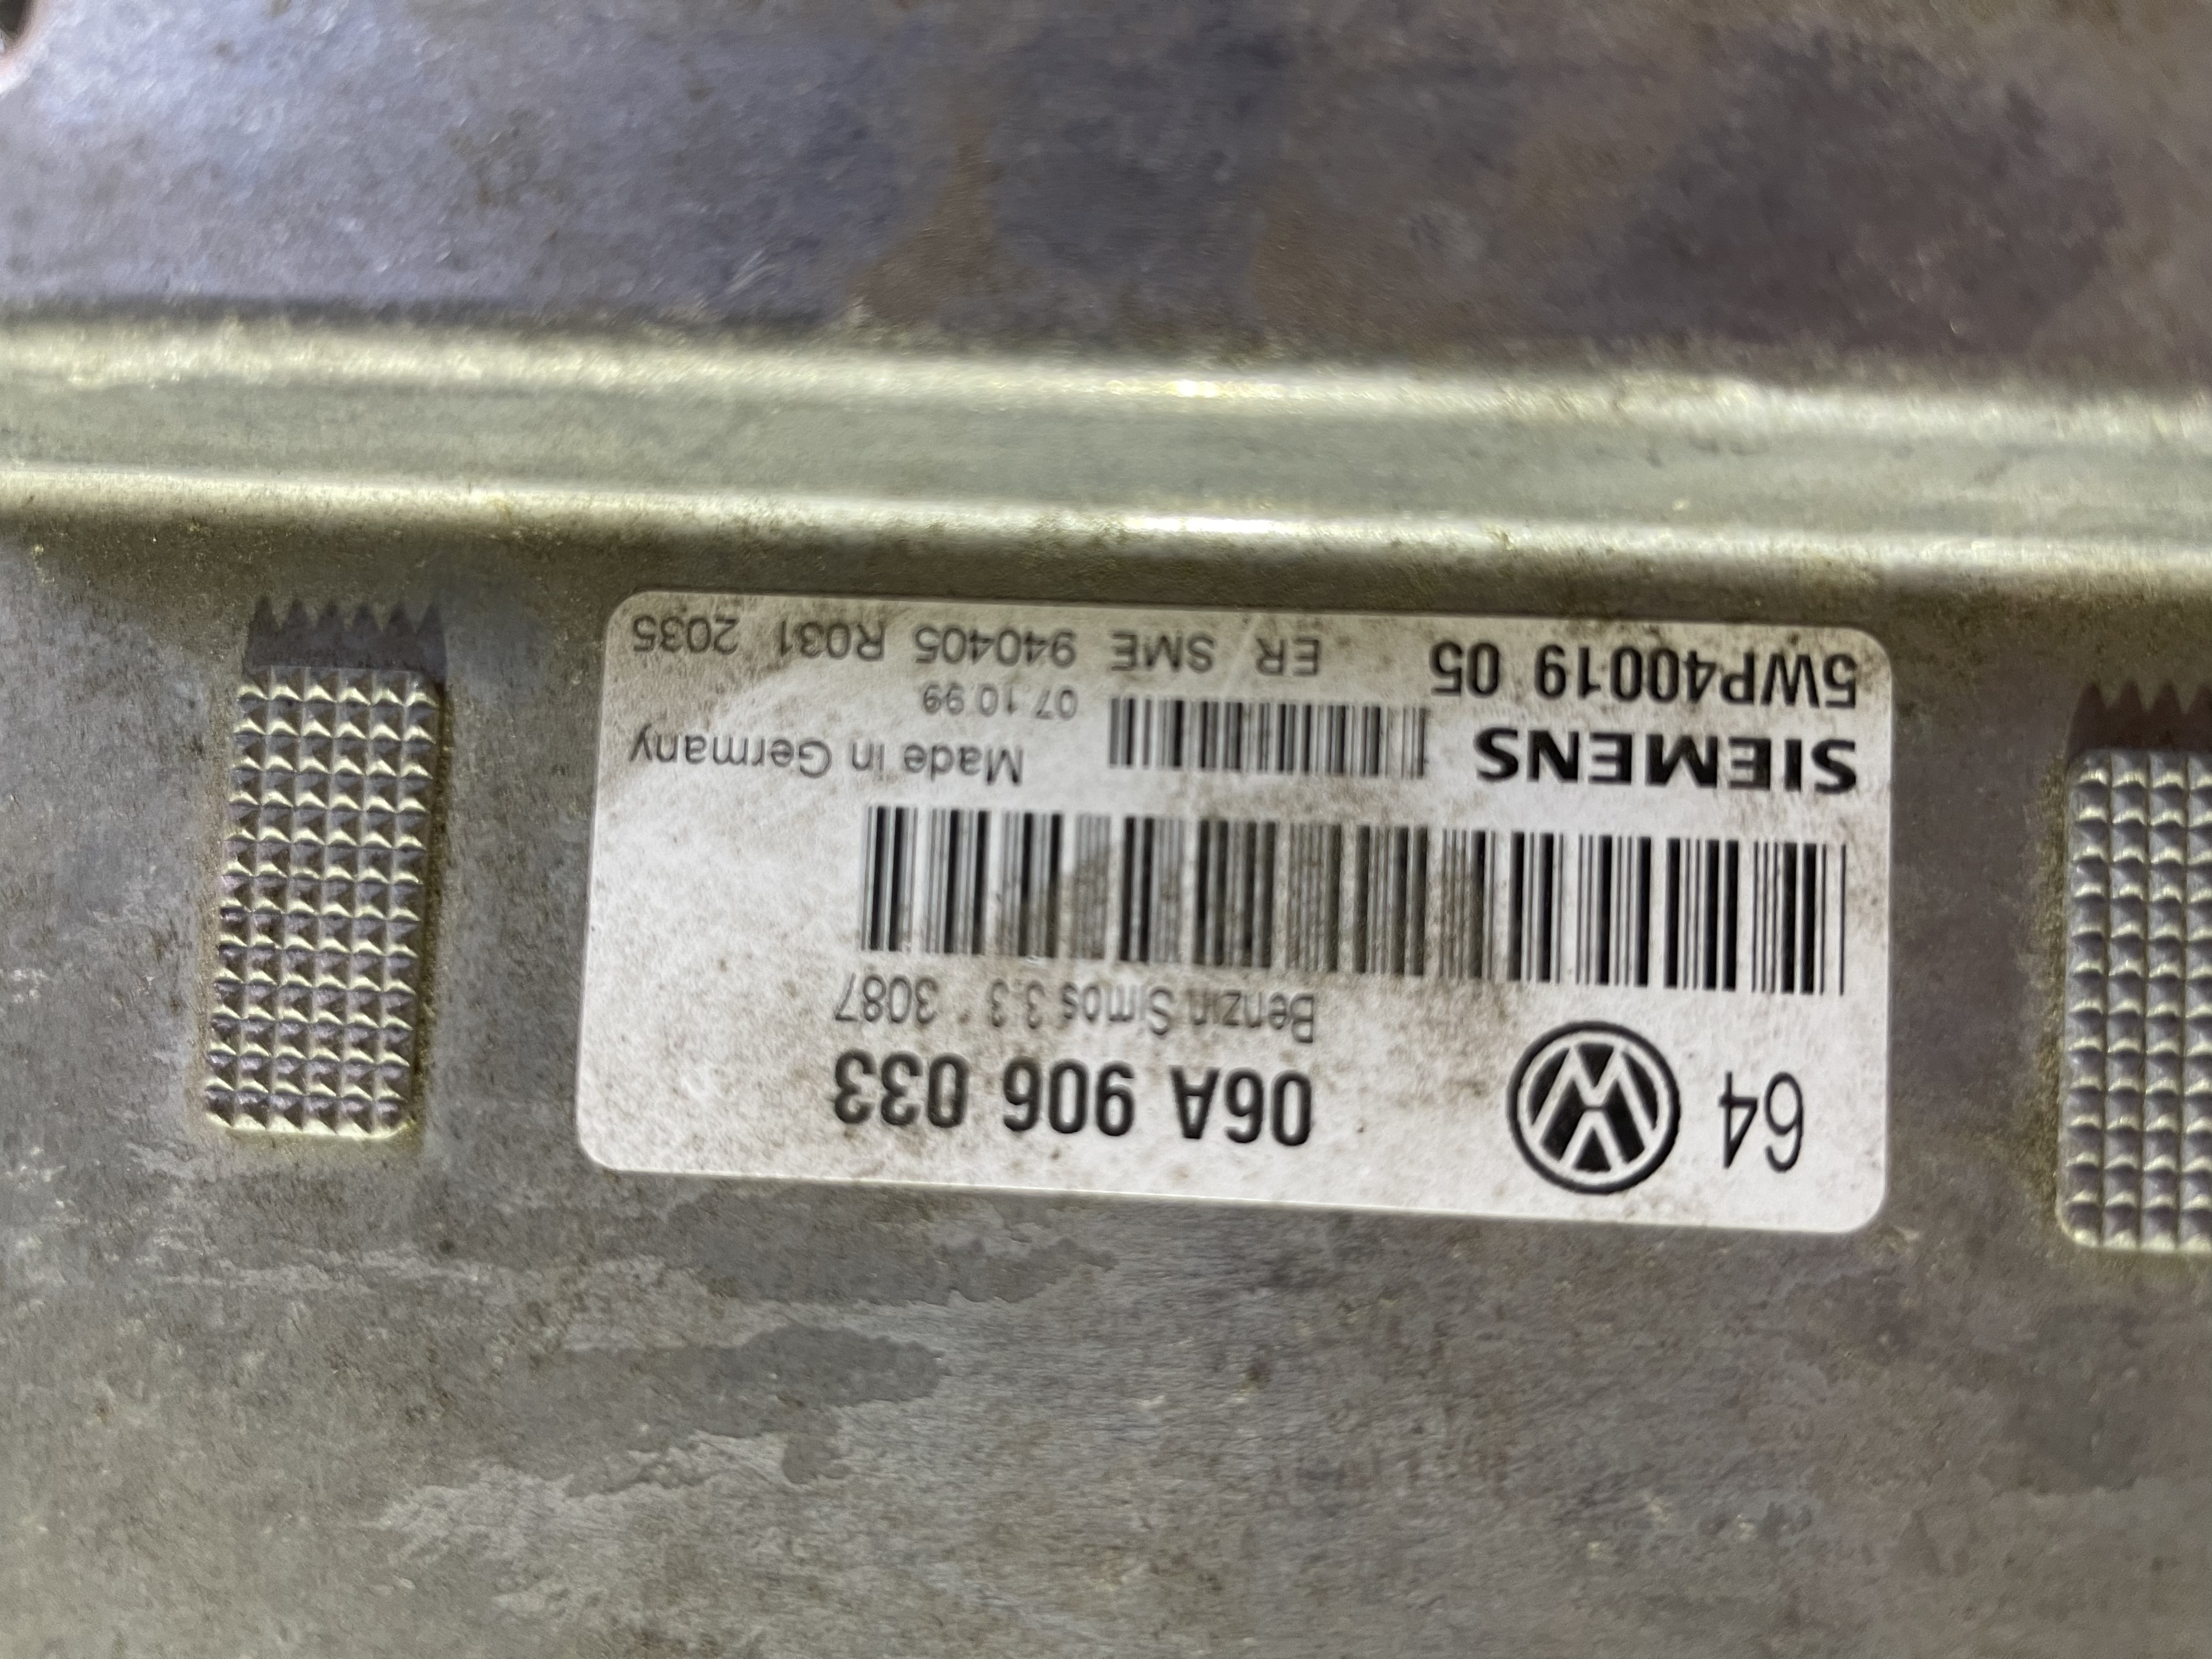 64 06A 906 033
Benzin Simos 3.3 * 3087
SIEMENS Made in Germany
07.10.99
5WP40019 05 ER SME 940405 R031 2035